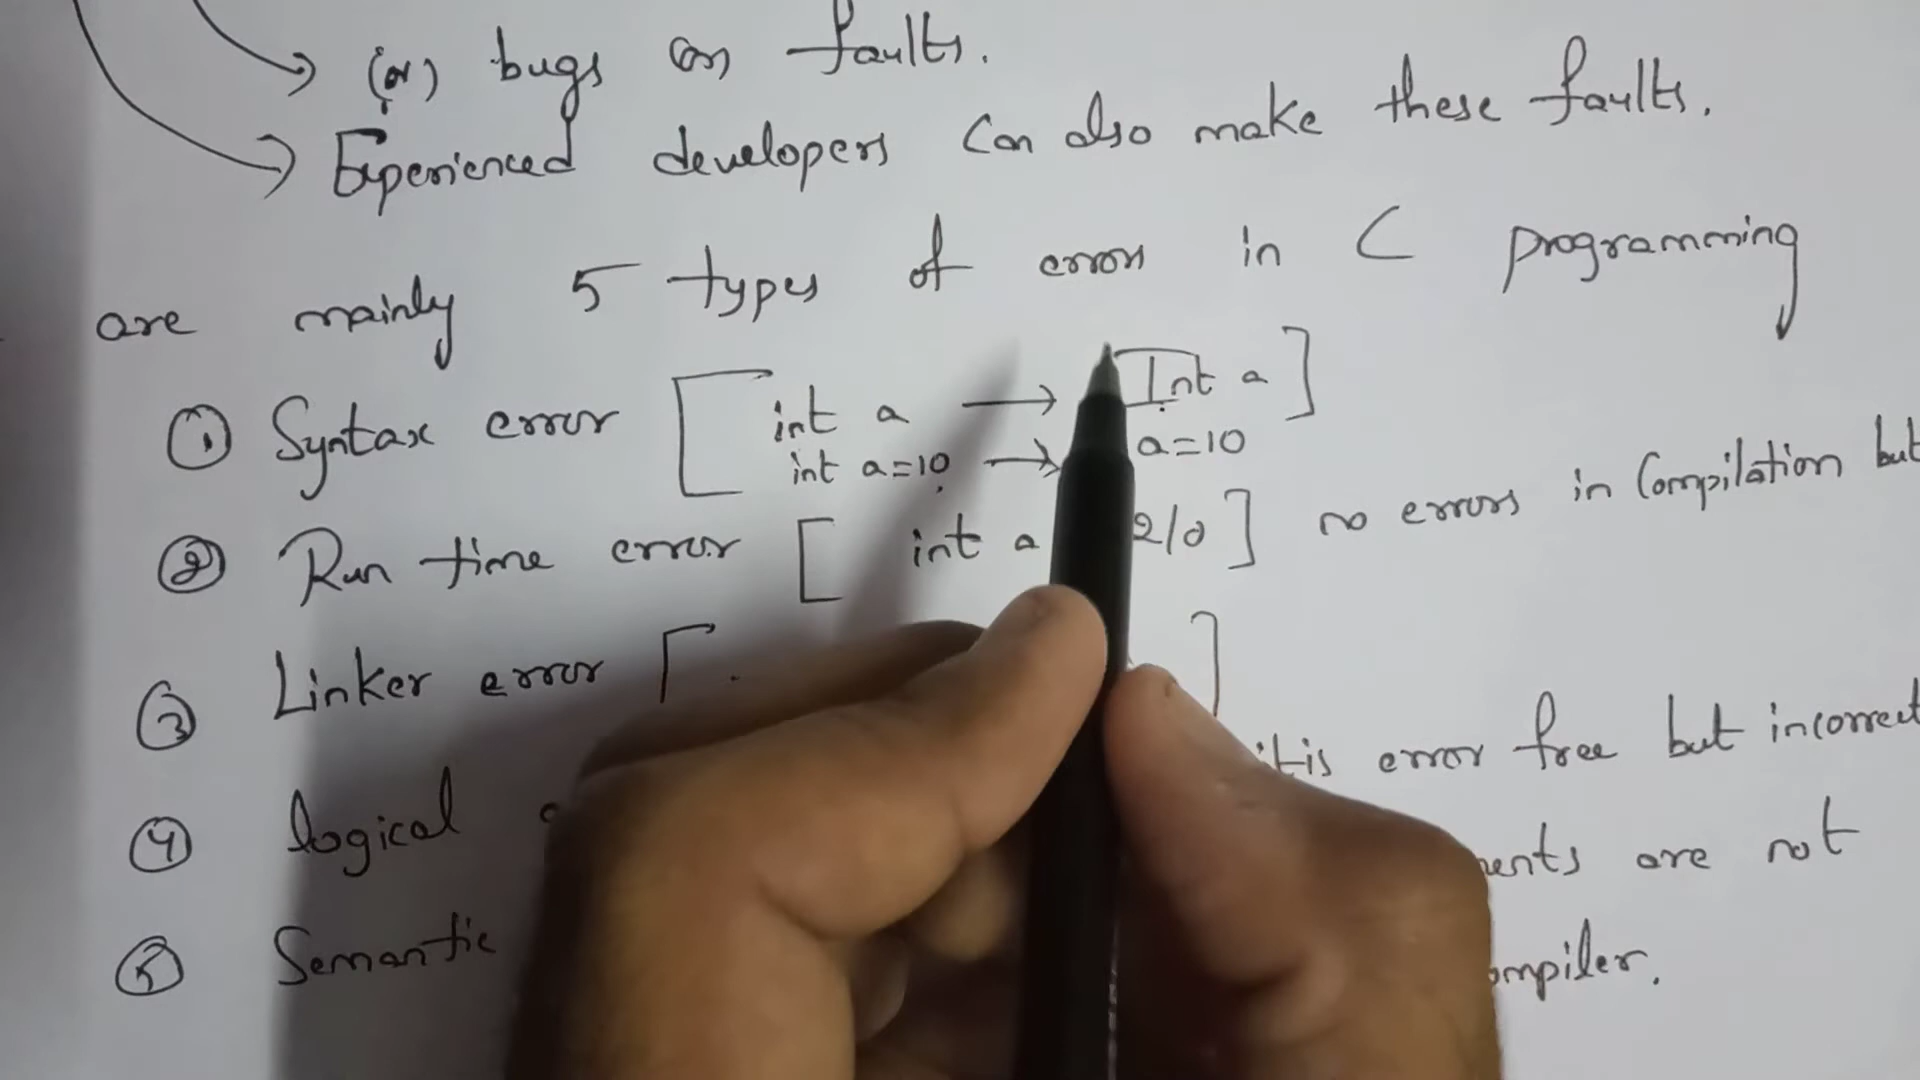 (or) bugs or faults.
Experienced developers can also make these faults.
are mainly 5 types of errors in C programming
① Syntax error [ int a → Int a ]
int a=10 → a=10
② Run time error [ int a 2/0 ] no errors in compilation but
③ Linker error [ . ]
it is error free but incorrect
④ logical
are not
⑤ Semantic